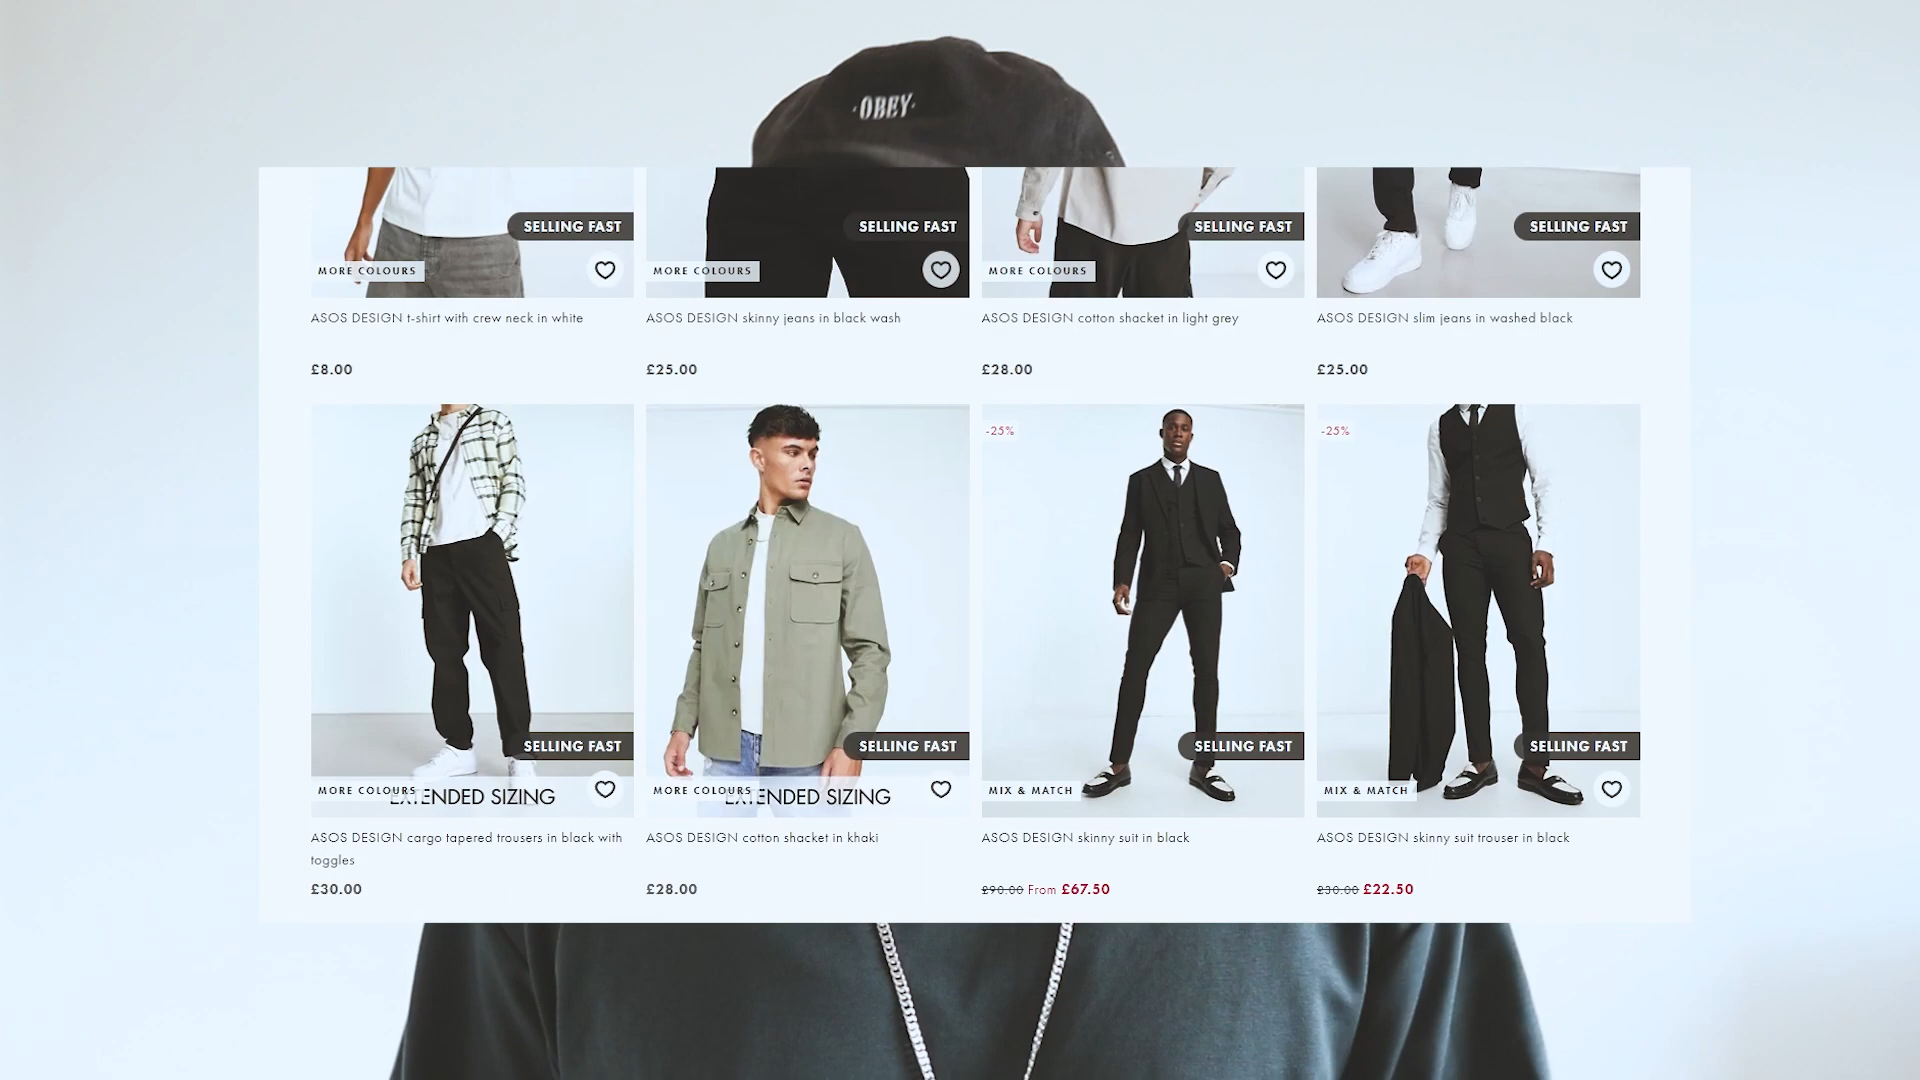 ·OBEY·
SELLING FAST
SELLING FAST
SELLING FAST
SELLING FAST
MORE COLOURS
MORE COLOURS
MORE COLOURS
ASOS DESIGN t-shirt with crew neck in white
ASOS DESIGN skinny jeans in black wash
ASOS DESIGN cotton shacket in light grey
ASOS DESIGN slim jeans in washed black
£8.00
£25.00
£28.00
£25.00
-25%
-25%
SELLING FAST
SELLING FAST
SELLING FAST
SELLING FAST
MORE COLOURS
EXTENDED SIZING
MORE COLOURS
EXTENDED SIZING
MIX & MATCH
MIX & MATCH
ASOS DESIGN cargo tapered trousers in black with
toggles
ASOS DESIGN cotton shacket in khaki
ASOS DESIGN skinny suit in black
ASOS DESIGN skinny suit trouser in black
£30.00
£28.00
£90.00 From £67.50
£30.00 £22.50